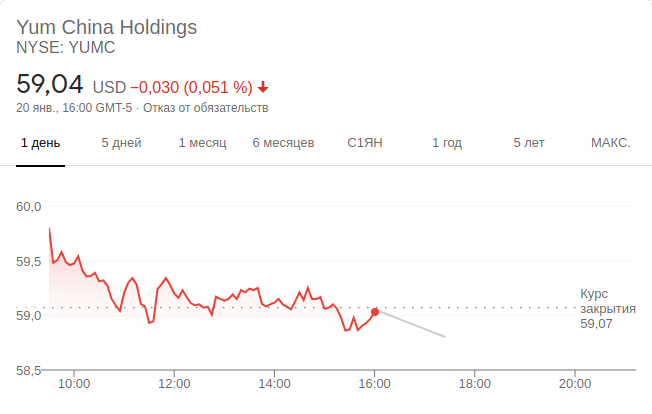 Yum China Holdings
NYSE: YUMC
59,04 USD −0,030 (0,051 %)
20 янв., 16:00 GMT-5 · Отказ от обязательств
1 день 5 дней 1 месяц 6 месяцев С1ЯН 1 год 5 лет МАКС.
60,0
59,5
59,0
58,5
Курс
закрытия
59,07
10:00 12:00 14:00 16:00 18:00 20:00